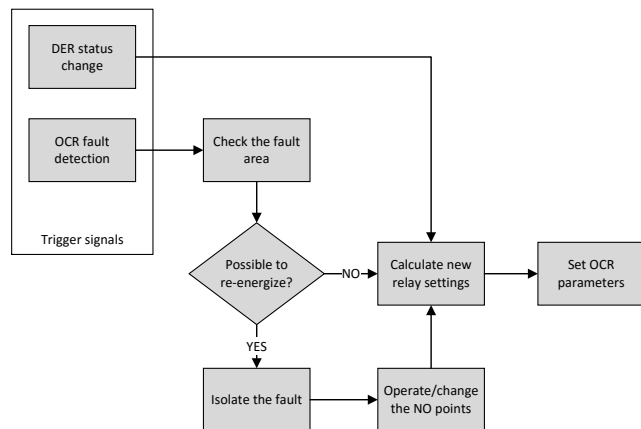 DER status
change
OCR fault
detection
Trigger signals
Check the fault
area
Possible to
re-energize?
NO
YES
Calculate new
relay settings
Set OCR
parameters
Isolate the fault
Operate/change
the NO points